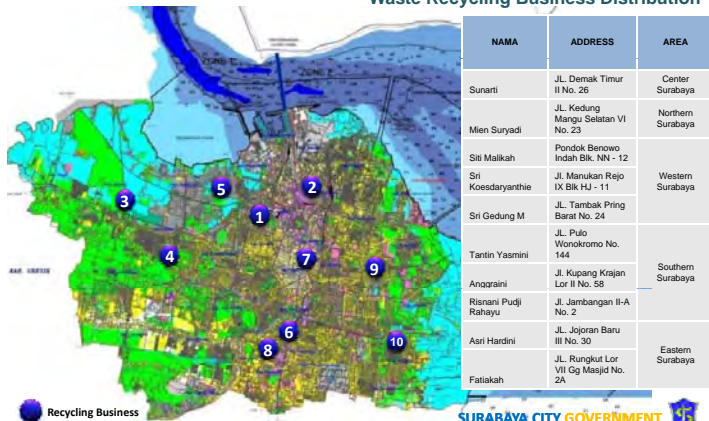 Waste Recycling Business Distribution
NAMA ADDRESS AREA
Sunarti JL. Demak Timur II No. 26 Center Surabaya
Mien Suryadi JL. Kedung Mangu Selatan VI No. 23 Northern Surabaya
Siti Malikah Pondok Benowo Indah Blk. NN - 12 Western Surabaya
Sri Koesdaryanthie Jl. Manukan Rejo IX Blk HJ - 11
Sri Gedung M JL. Tambak Pring Barat No. 24
Tantin Yasmini JL. Pulo Wonokromo No. 144 Southern Surabaya
Anggraini Jl. Kupang Krajan Lor II No. 58
Risnani Pudji Rahayu Jl. Jambangan II-A No. 2
Asri Hardini JL. Jojoran Baru III No. 30 Eastern Surabaya
Fatiakah JL. Rungkut Lor VII Gg Masjid No. 2A
5
2
3
1
4
7
9
6
8
10
KAB. GRESIK
Recycling Business
SURABAYA CITY GOVERNMENT